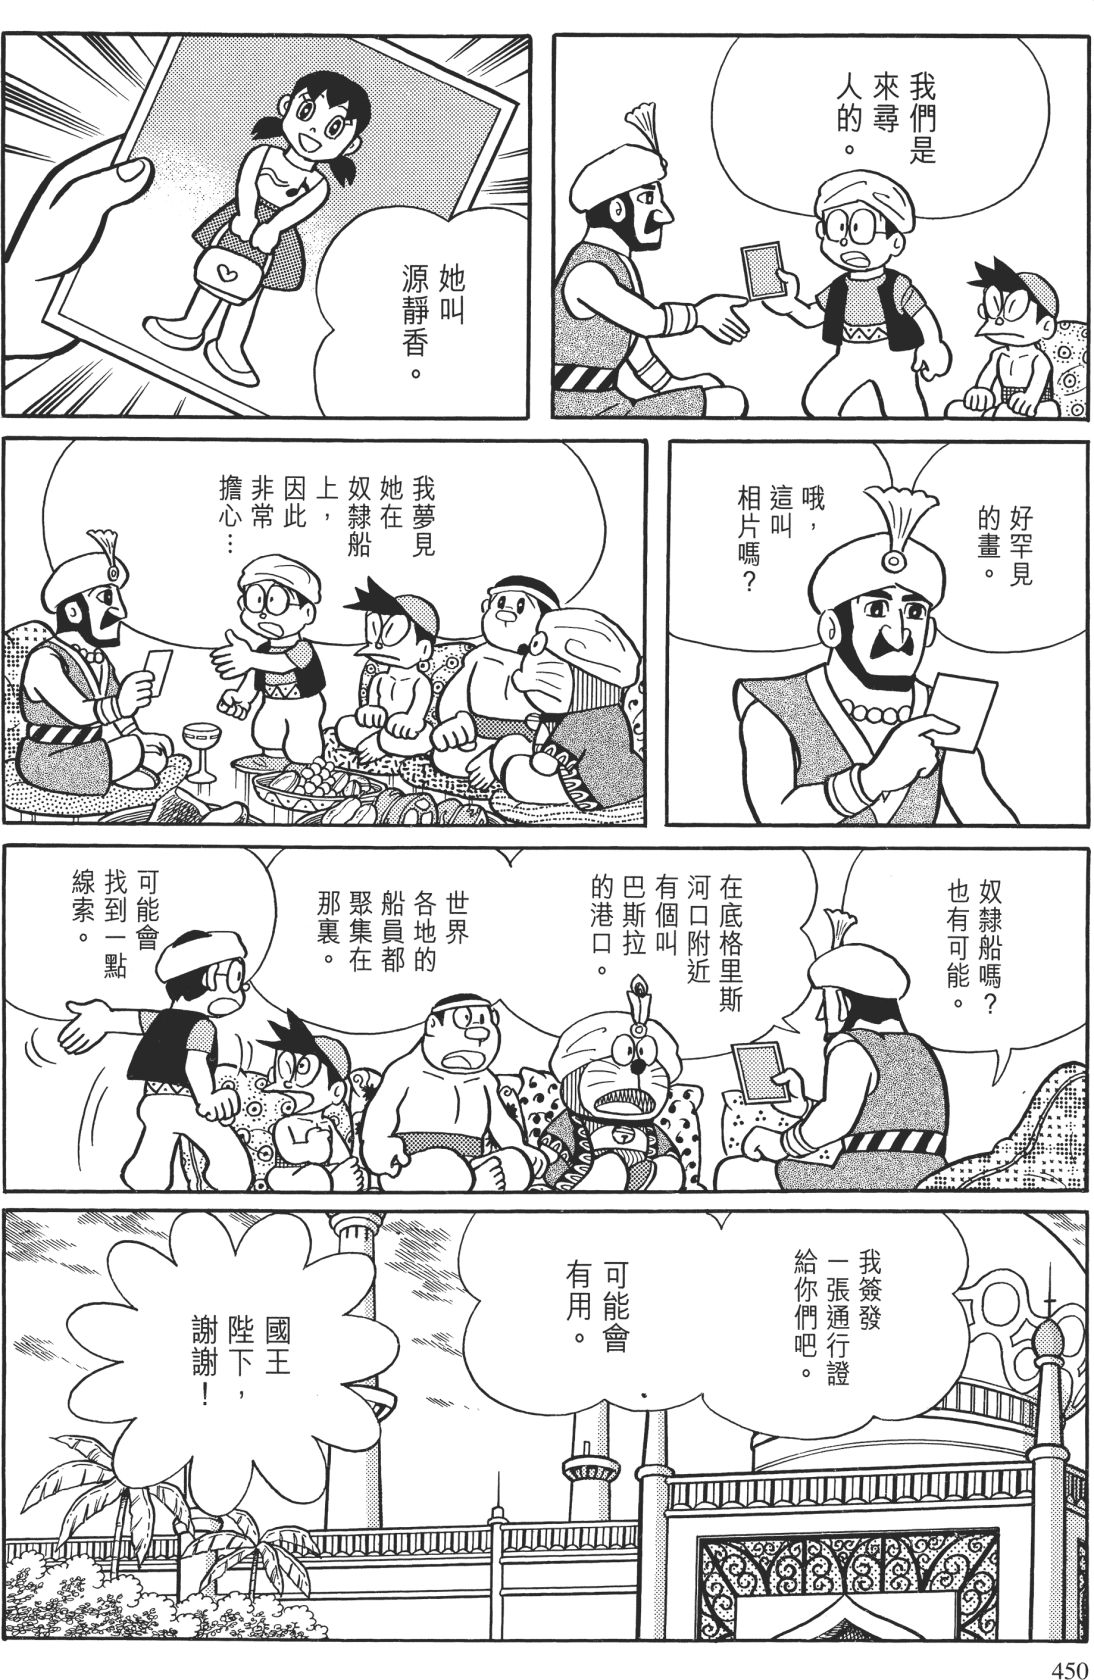 我們是
來尋
人的。
她叫
源靜香。
好罕見
的畫。
哦，
這叫
相片嗎？
我夢見
她在
奴隸船
上，
因此
非常
擔心…
奴隸船嗎？
也有可能。
在底格里斯
河口附近
有個叫
巴斯拉
的港口。
世界
各地的
船員都
聚集在
那裏。
可能會
找到一點
線索。
我簽發
一張通行證
給你們吧。
可能會
有用。
國王
陛下，
謝謝！
450